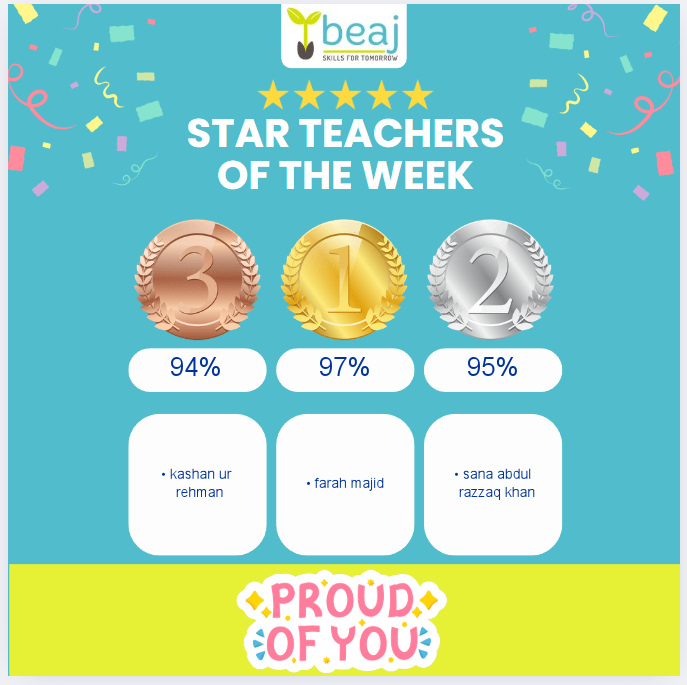 beaj
SKILLS FOR TOMORROW
STAR TEACHERS
OF THE WEEK
3 1 2
94% 97% 95%
• kashan ur
rehman
• farah majid
• sana abdul
razzaq khan
PROUD
OF YOU